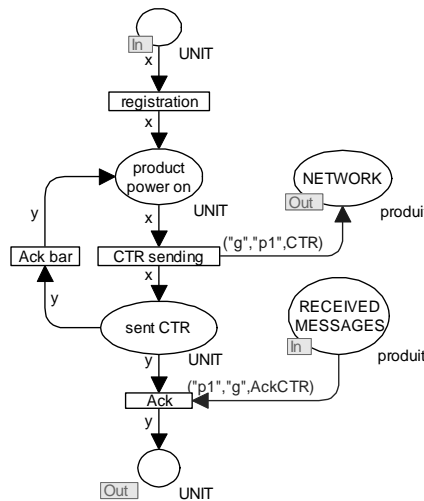 In
UNIT
x
registration
x
product
power on
UNIT
NETWORK
Out
produit
y
x
("g","p1",CTR)
Ack bar
CTR sending
x
y
sent CTR
UNIT
RECEIVED
MESSAGES
In
produit
y
("p1","g",AckCTR)
Ack
y
Out
UNIT